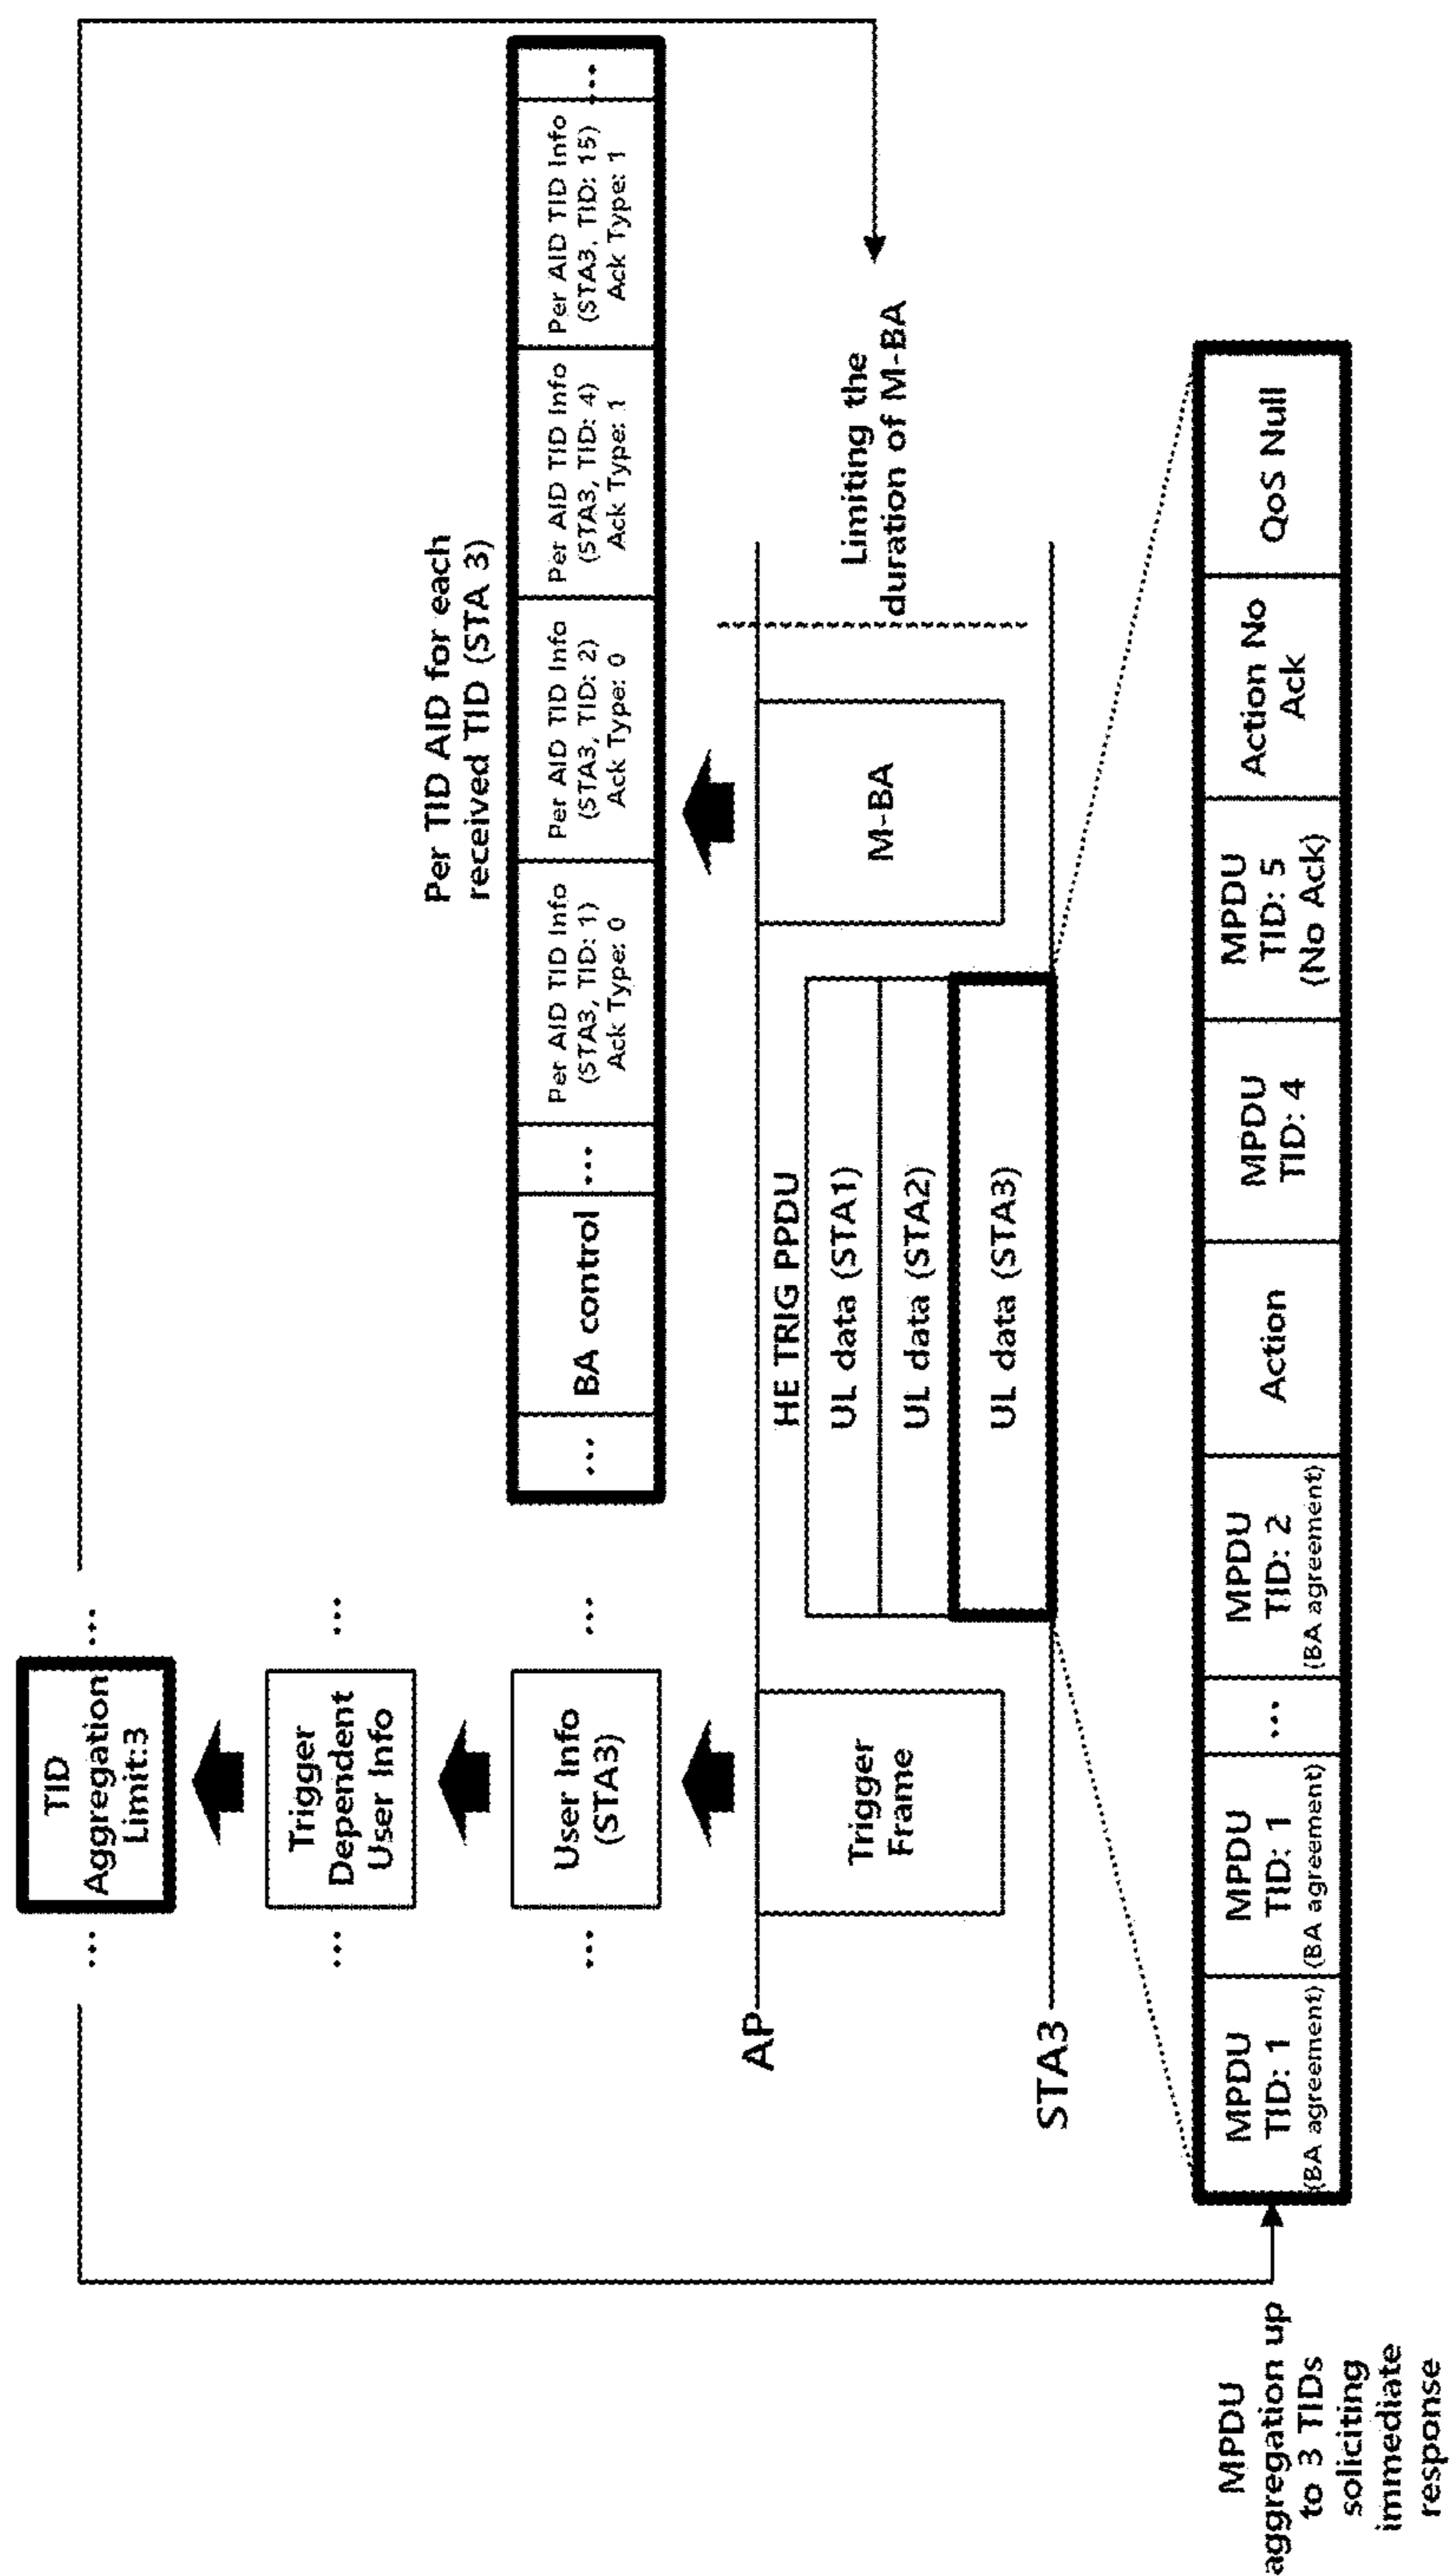 ...
TID
Aggregation
Limit:3
...
...
Trigger
Dependent
User Info
...
...
User Info
(STA3)
...
Per TID AID for each
received TID (STA 3)
...
BA control
...
Per AID TID Info
(STA3, TID: 1)
Ack Type: 0
Per AID TID Info
(STA3, TID: 2)
Ack Type: 0
Per AID TID Info
(STA3, TID: 4)
Ack Type: 1
Per AID TID Info
(STA3, TID: 15)
Ack Type: 1
...
AP
Trigger
Frame
HE TRIG PPDU
UL data (STA1)
UL data (STA2)
UL data (STA3)
M-BA
Limiting the
duration of M-BA
STA3
MPDU
aggregation up
to 3 TIDs
soliciting
immediate
response
MPDU
TID: 1
(BA agreement)
MPDU
TID: 1
(BA agreement)
...
MPDU
TID: 2
(BA agreement)
Action
MPDU
TID: 4
MPDU
TID: 5
(No Ack)
Action No
Ack
QoS Null